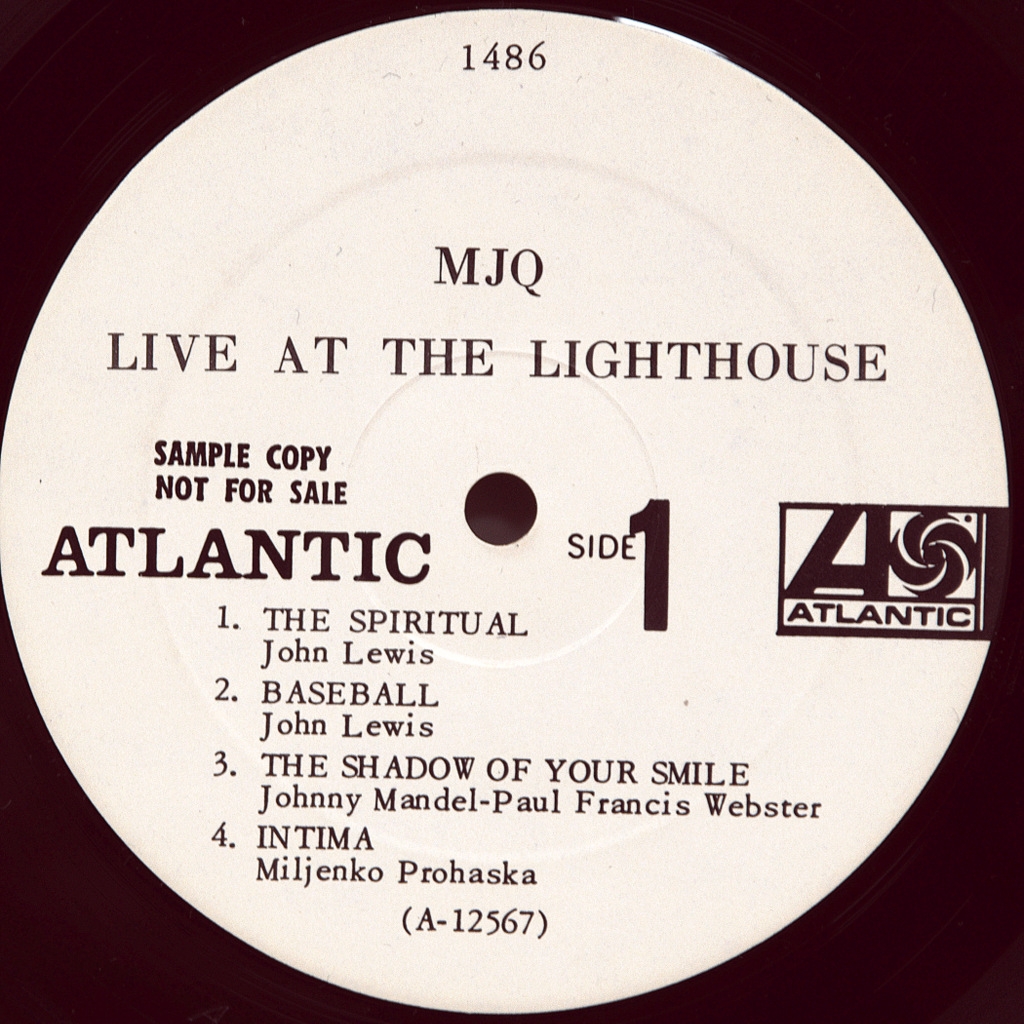 1486
MJQ
LIVE AT THE LIGHTHOUSE
SAMPLE COPY
NOT FOR SALE
ATLANTIC
SIDE 1
ATLANTIC
1. THE SPIRITUAL
John Lewis
2. BASEBALL
John Lewis
3. THE SHADOW OF YOUR SMILE
Johnny Mandel-Paul Francis Webster
4. INTIMA
Miljenko Prohaska
(A-12567)